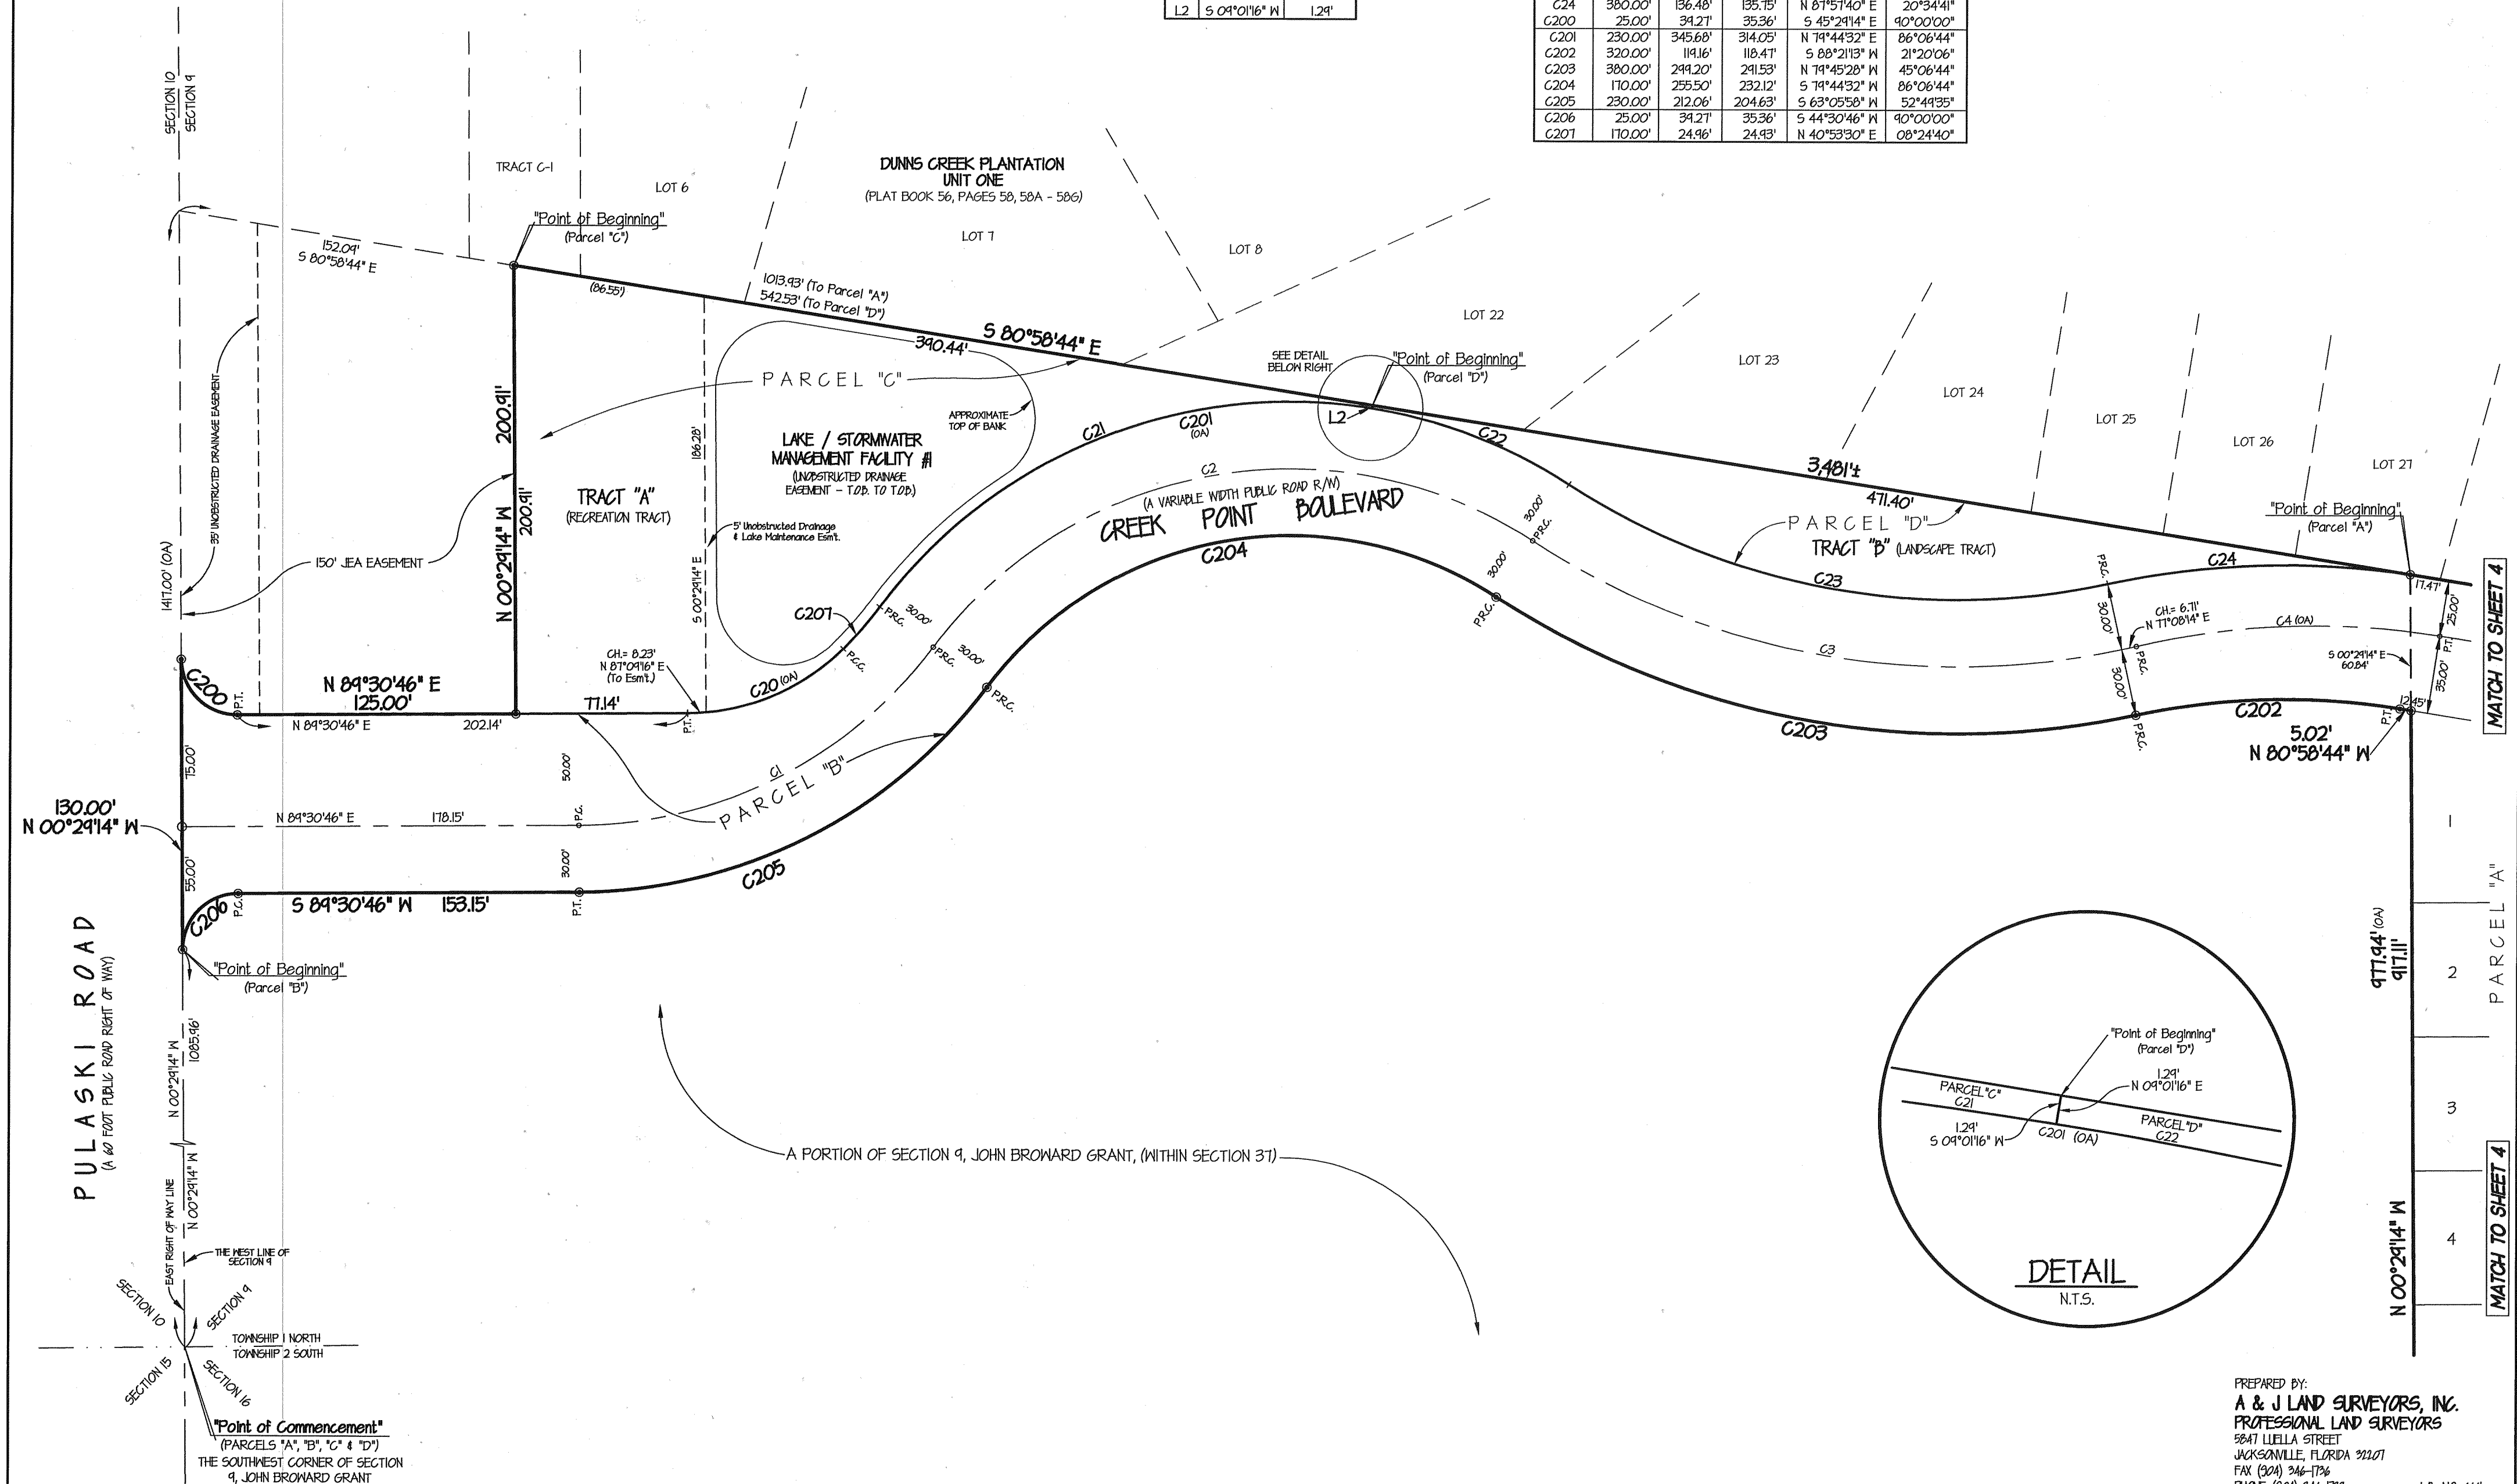 L2 S 09°01'16" W 1.29'
C24 380.00' 136.48' 135.75' N 87°57'40" E 20°34'41"
C200 25.00' 39.27' 35.36' S 45°29'14" E 90°00'00"
C201 230.00' 345.68' 314.05' N 79°44'32" E 86°06'44"
C202 320.00' 119.16' 118.47' S 88°21'13" W 21°20'06"
C203 380.00' 299.20' 291.53' N 79°45'28" W 45°06'44"
C204 170.00' 255.50' 232.12' S 79°44'32" W 86°06'44"
C205 230.00' 212.06' 204.63' S 63°05'58" W 52°49'35"
C206 25.00' 39.27' 35.36' S 44°30'46" W 90°00'00"
C207 170.00' 24.96' 24.93' N 40°53'30" E 08°24'40"
SECTION 10
SECTION 9
TRACT C-1
LOT 6
DUNNS CREEK PLANTATION
UNIT ONE
(PLAT BOOK 56, PAGES 58, 58A - 58G)
LOT 7
LOT 8
"Point of Beginning"
(Parcel "C")
152.09'
S 80°58'44" E
(86.55')
1013.93' (To Parcel "A")
542.53' (To Parcel "D")
S 80°58'44" E
390.44'
LOT 22
LOT 23
LOT 24
LOT 25
LOT 26
LOT 27
SEE DETAIL
BELOW RIGHT
"Point of Beginning"
(Parcel "D")
L2
PARCEL "C"
APPROXIMATE
TOP OF BANK
LAKE / STORMWATER
MANAGEMENT FACILITY #1
(UNOBSTRUCTED DRAINAGE
EASEMENT - T.O.B. TO T.O.B.)
TRACT "A"
(RECREATION TRACT)
5' Unobstructed Drainage
& Lake Maintenance Esm't.
186.28'
S 00°29'14" E
35' UNOBSTRUCTED DRAINAGE EASEMENT
1417.00' (OA)
150' JEA EASEMENT
N 00°29'14" W 200.91'
200.91'
C21
C201
(OA)
C22
C2
(A VARIABLE WIDTH PUBLIC ROAD R/W)
CREEK POINT BOULEVARD
C204
30.00'
P.R.C.
30.00'
P.R.C.
3,481'±
471.40'
PARCEL "D"
TRACT "B" (LANDSCAPE TRACT)
"Point of Beginning"
(Parcel "A")
C23
C24
P.R.C.
30.00'
30.00'
CH.= 6.71'
N 77°08'14" E
P.R.C.
C4 (OA)
C3
17.47'
25.00'
P.T.
35.00'
S 00°29'14" E
60.84'
12.45'
P.T.
MATCH TO SHEET 4
C203
C202
P.R.C.
5.02'
N 80°58'44" W
C207
P.R.C.
30.00'
P.C.C.
P.R.C.
30.00'
P.R.C.
CH.= 8.23'
N 87°09'16" E
(To Esm't.)
C20 (OA)
C200
P.T.
N 89°30'46" E
125.00'
N 89°30'46" E 202.14'
77.14'
P.T.
75.00'
50.00'
C1
PARCEL "B"
130.00'
N 00°29'14" W
N 89°30'46" E 178.15'
P.C.
55.00'
30.00'
C205
C206
P.C.
S 89°30'46" W 153.15'
P.T.
"Point of Beginning"
(Parcel "B")
PULASKI ROAD
(A 60 FOOT PUBLIC ROAD RIGHT OF WAY)
N 00°29'14" W
1085.96'
N 00°29'14" W
EAST RIGHT OF WAY LINE
THE WEST LINE OF
SECTION 9
A PORTION OF SECTION 9, JOHN BROWARD GRANT, (WITHIN SECTION 37)
"Point of Beginning"
(Parcel "D")
1.29'
N 09°01'16" E
PARCEL "C"
C21
1.29'
S 09°01'16" W
C201 (OA)
PARCEL "D"
C22
DETAIL
N.T.S.
977.94' (OA)
917.11'
N 00°29'14" W
1
2
3
4
PARCEL "A"
MATCH TO SHEET 4
SECTION 10
SECTION 9
TOWNSHIP 1 NORTH
TOWNSHIP 2 SOUTH
SECTION 15
SECTION 16
"Point of Commencement"
(PARCELS "A", "B", "C" & "D")
THE SOUTHWEST CORNER OF SECTION
9, JOHN BROWARD GRANT
PREPARED BY:
A & J LAND SURVEYORS, INC.
PROFESSIONAL LAND SURVEYORS
5847 LUELLA STREET
JACKSONVILLE, FLORIDA 32207
FAX (904) 346-1736